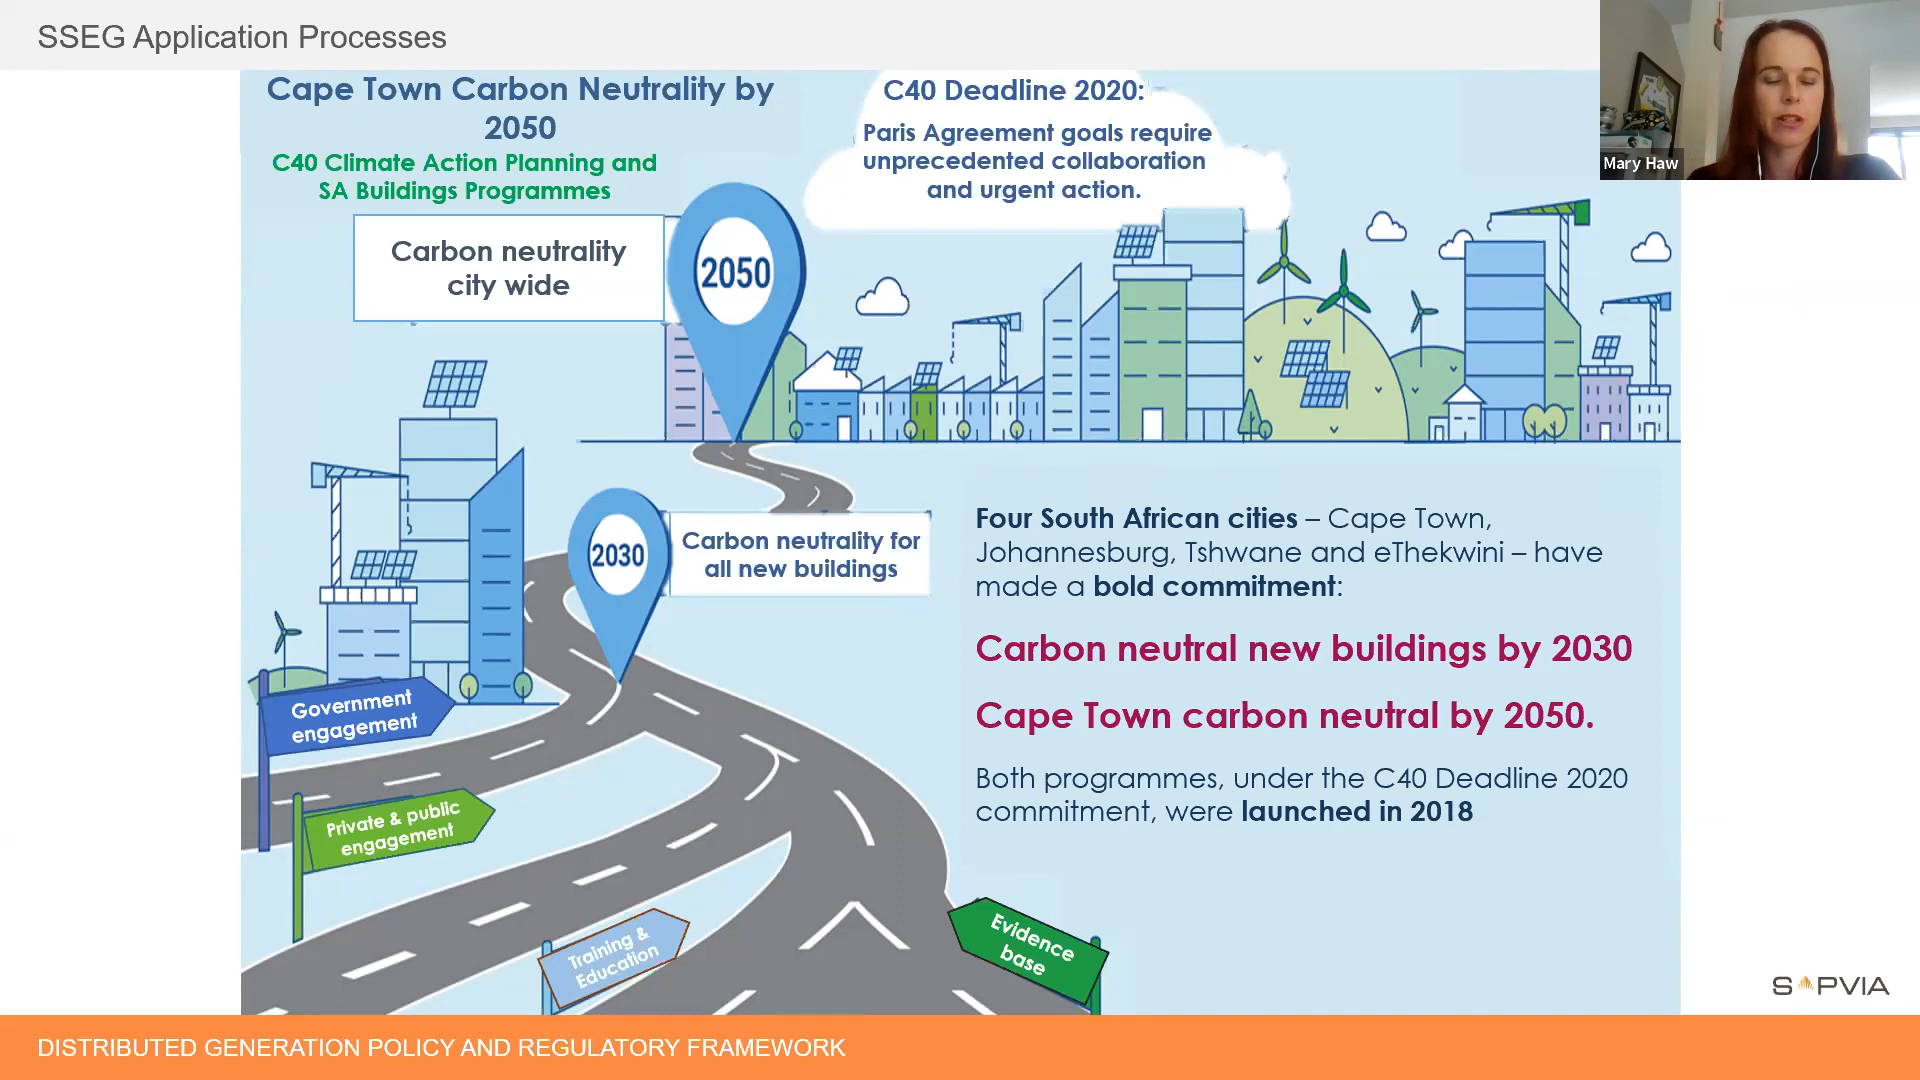 SSEG Application Processes
Cape Town Carbon Neutrality by
2050
C40 Climate Action Planning and
SA Buildings Programmes
C40 Deadline 2020:
Paris Agreement goals require
unprecedented collaboration
and urgent action.
Mary Haw
Carbon neutrality
city wide
2050
2030
Carbon neutrality for
all new buildings
Four South African cities – Cape Town,
Johannesburg, Tshwane and eThekwini – have
made a bold commitment:
Carbon neutral new buildings by 2030
Cape Town carbon neutral by 2050.
Both programmes, under the C40 Deadline 2020
commitment, were launched in 2018
Government
engagement
Private & public
engagement
Training &
Education
Evidence
base
SAPVIA
DISTRIBUTED GENERATION POLICY AND REGULATORY FRAMEWORK